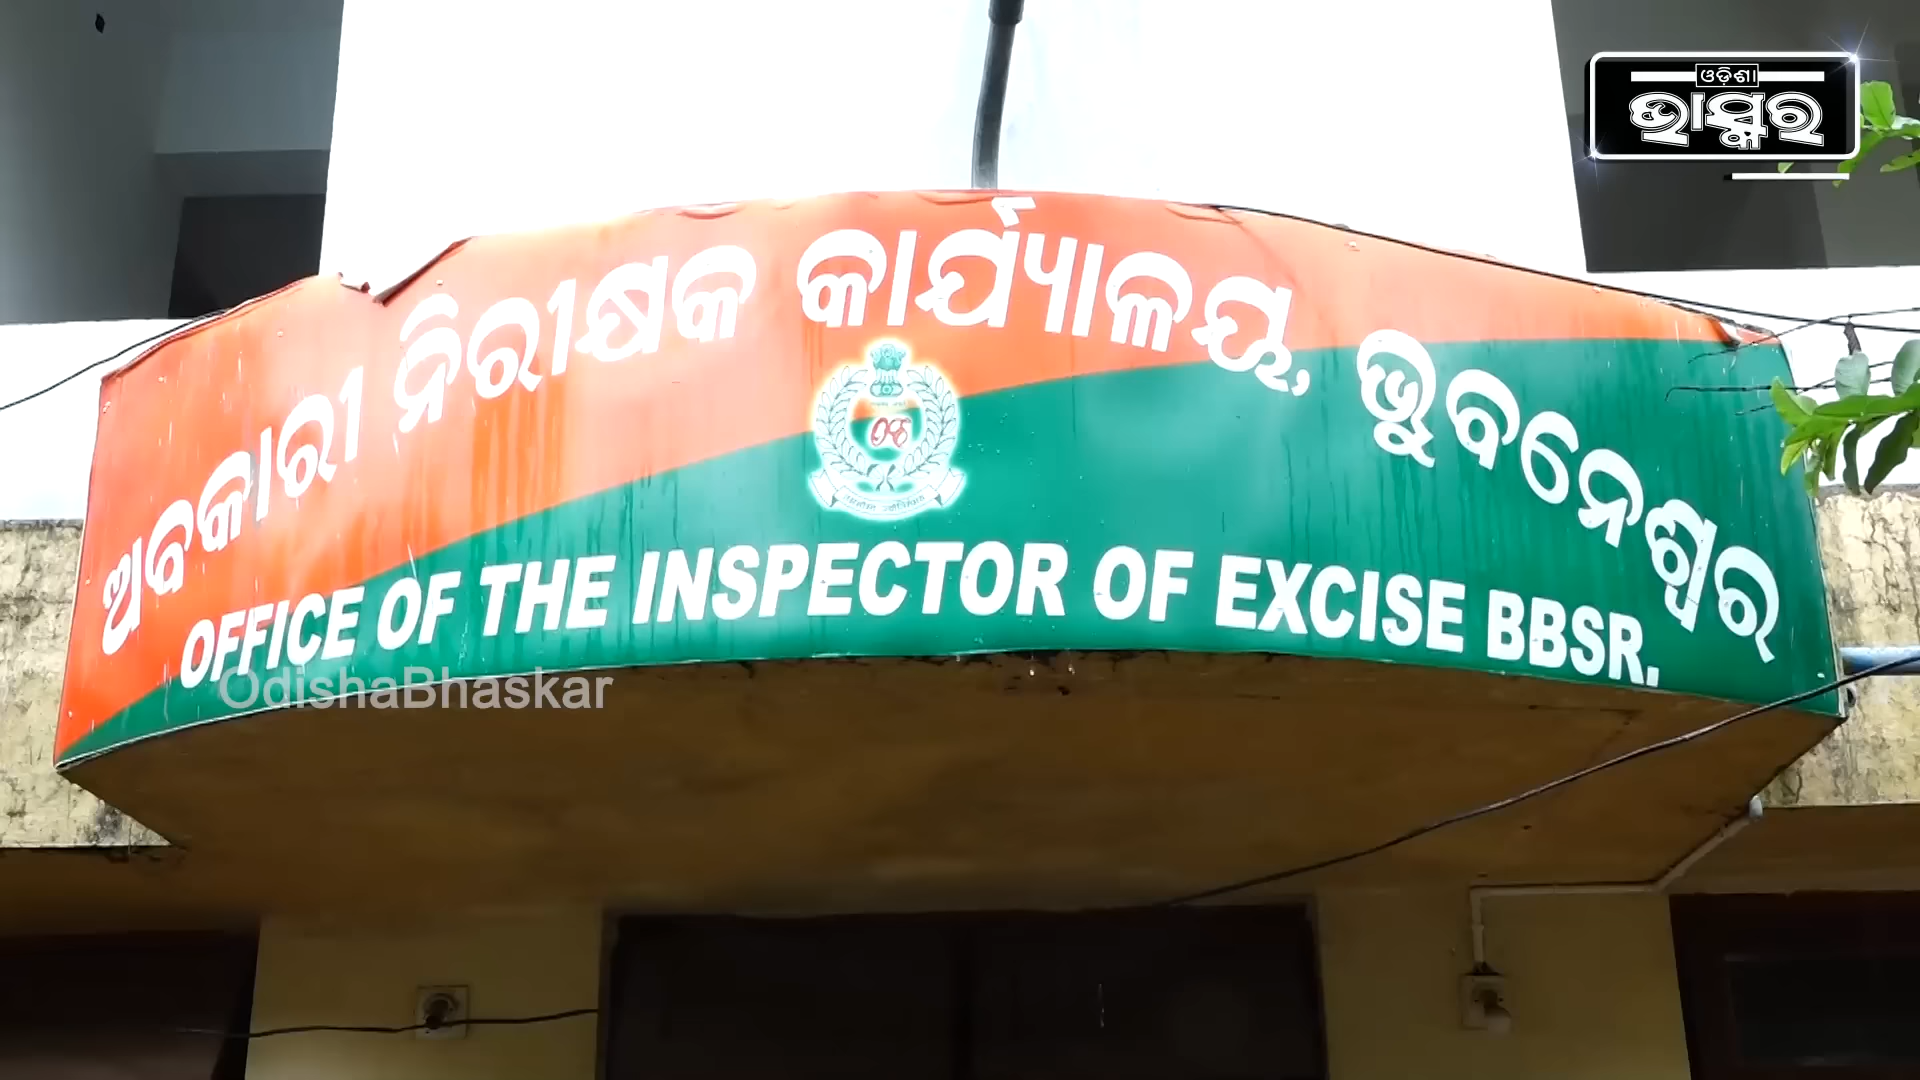 ଓଡ଼ିଶା
ଭାସ୍କର
ଅବକାରୀ ନିରୀକ୍ଷକ କାର୍ଯ୍ୟାଳୟ, ଭୁବନେଶ୍ୱର
OFFICE OF THE INSPECTOR OF EXCISE BBSR.
OdishaBhaskar